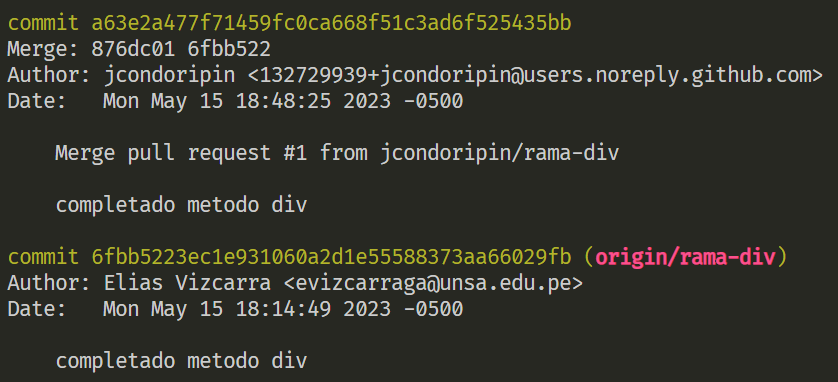 commit a63e2a477f71459fc0ca668f51c3ad6f525435bb
Merge: 876dc01 6fbb522
Author: jcondoripin <132729939+jcondoripin@users.noreply.github.com>
Date:   Mon May 15 18:48:25 2023 -0500
Merge pull request #1 from jcondoripin/rama-div
completado metodo div
commit 6fbb5223ec1e931060a2d1e55588373aa66029fb (origin/rama-div)
Author: Elias Vizcarra <evizcarraga@unsa.edu.pe>
Date:   Mon May 15 18:14:49 2023 -0500
completado metodo div